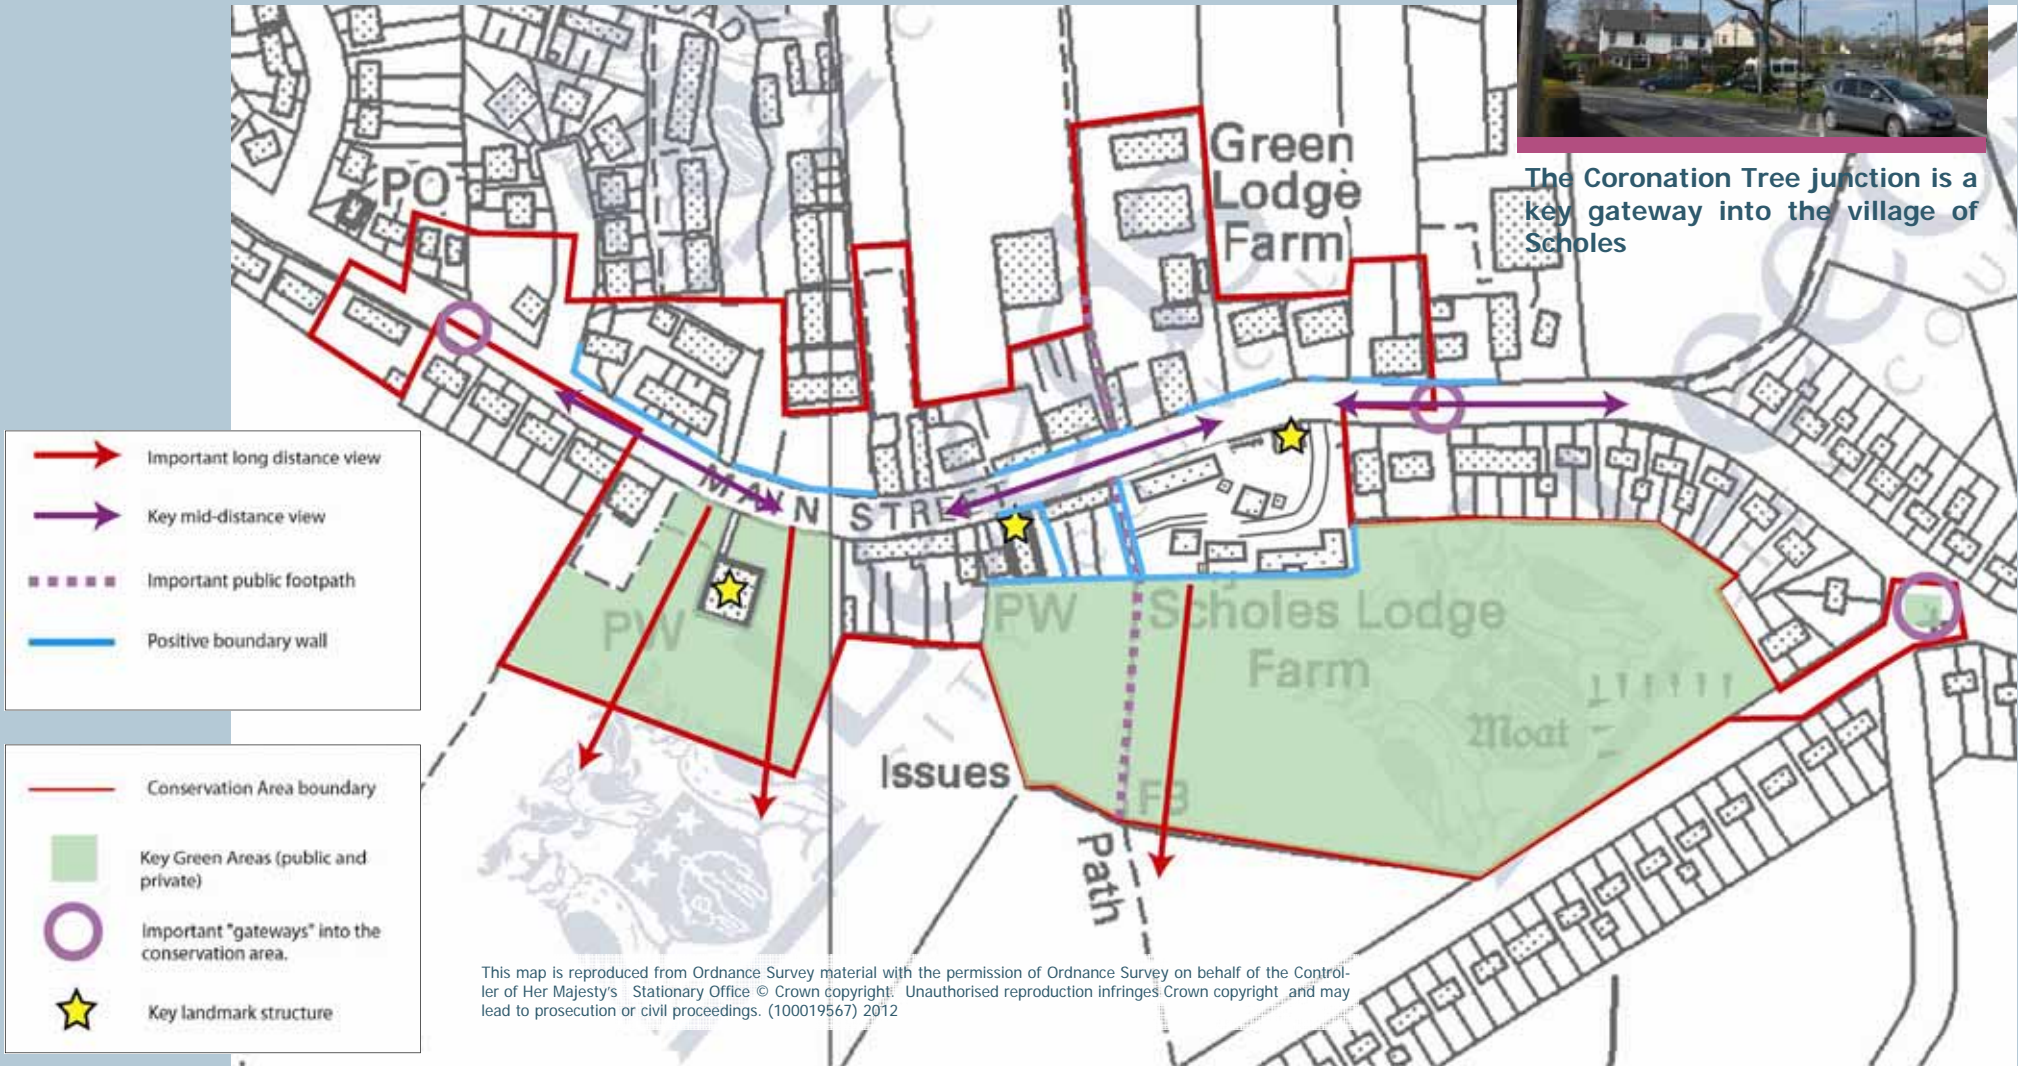 PO
Green
Lodge
Farm
The Coronation Tree junction is a
key gateway into the village of
Scholes
Important long distance view
Key mid-distance view
Important public footpath
Positive boundary wall
MAIN STREET
PW
PW
Scholes Lodge
Farm
Moat
Issues
FB
Path
Conservation Area boundary
Key Green Areas (public and
private)
Important "gateways" into the
conservation area.
Key landmark structure
This map is reproduced from Ordnance Survey material with the permission of Ordnance Survey on behalf of the Control-
ler of Her Majesty's Stationary Office © Crown copyright. Unauthorised reproduction infringes Crown copyright and may
lead to prosecution or civil proceedings. (100019567) 2012